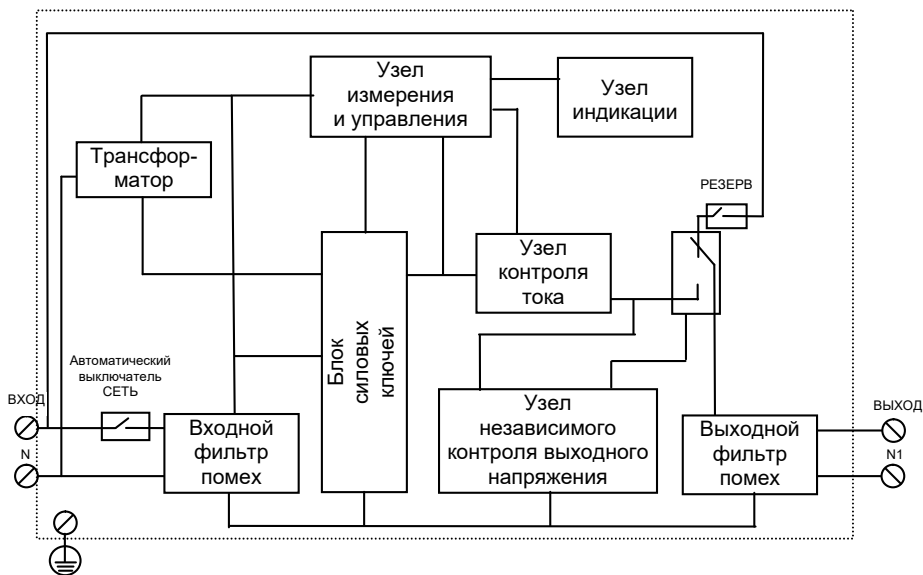 Узел
измерения
и управления
Узел
индикации
Трансфор-
матор
РЕЗЕРВ
Узел
контроля
тока
Блок
силовых
ключей
Автоматический
выключатель
СЕТЬ
ВХОД
N
Входной
фильтр
помех
Узел
независимого
контроля выходного
напряжения
Выходной
фильтр
помех
ВЫХОД
N1